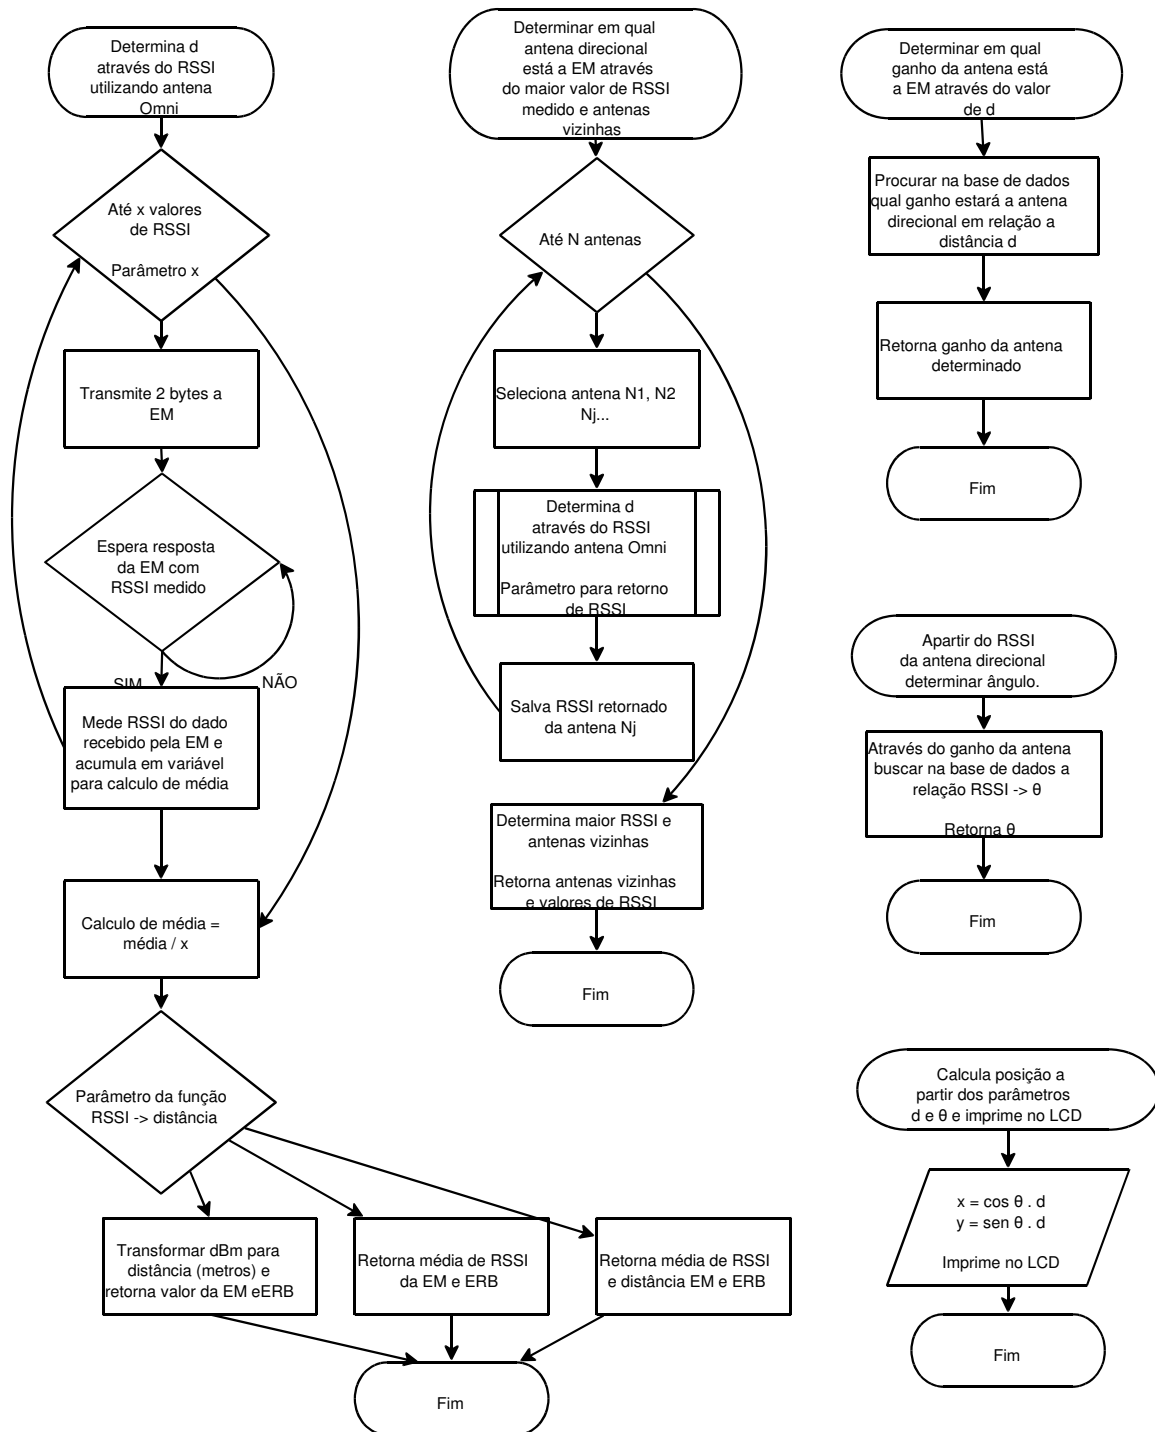 Determina d
através do RSSI
utilizando antena
Omni
Até x valores
de RSSI
Parâmetro x
Transmite 2 bytes a
EM
Espera resposta
da EM com
RSSI medido
SIM
NÃO
Mede RSSI do dado
recebido pela EM e
acumula em variável
para calculo de média
Calculo de média =
média / x
Parâmetro da função
RSSI -> distância
Transformar dBm para
distância (metros) e
retorna valor da EM eERB
Retorna média de RSSI
da EM e ERB
Retorna média de RSSI
e distância EM e ERB
Fim
Determinar em qual
antena direcional
está a EM através
do maior valor de RSSI
medido e antenas
vizinhas
Até N antenas
Seleciona antena N1, N2
Nj...
Determina d
através do RSSI
utilizando antena Omni
Parâmetro para retorno
de RSSI
Salva RSSI retornado
da antena Nj
Determina maior RSSI e
antenas vizinhas
Retorna antenas vizinhas
e valores de RSSI
Fim
Determinar em qual
ganho da antena está
a EM através do valor
de d
Procurar na base de dados
qual ganho estará a antena
direcional em relação a
distância d
Retorna ganho da antena
determinado
Fim
Apartir do RSSI
da antena direcional
determinar ângulo.
Através do ganho da antena
buscar na base de dados a
relação RSSI -> θ
Retorna θ
Fim
Calcula posição a
partir dos parâmetros
d e θ e imprime no LCD
x = cos θ . d
y = sen θ . d
Imprime no LCD
Fim